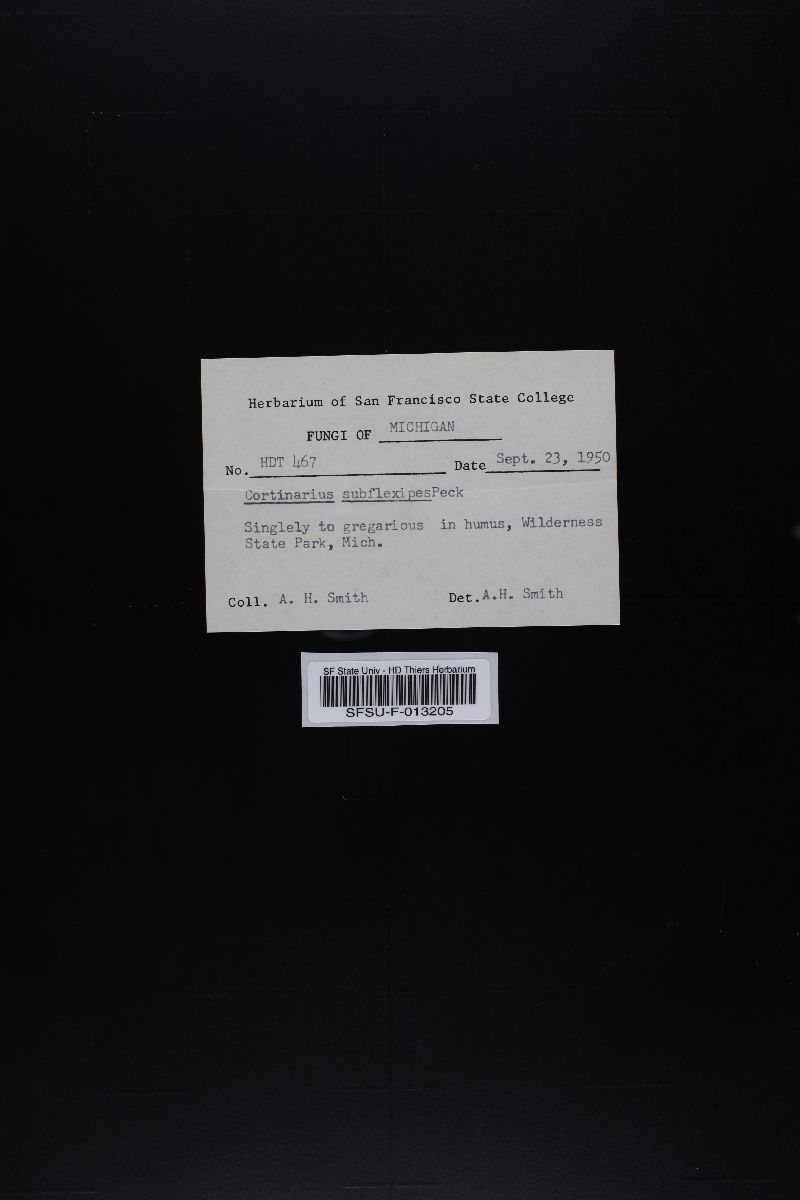 Herbarium of San Francisco State College
FUNGI OF MICHIGAN
No. HDT 467 Date Sept. 23, 1950
Cortinarius subflexipesPeck
Singlely to gregarious in humus, Wilderness
State Park, Mich.
Coll. A. H. Smith Det. A.H. Smith
SF State Univ - HD Thiers Herbarium
SFSU-F-013205